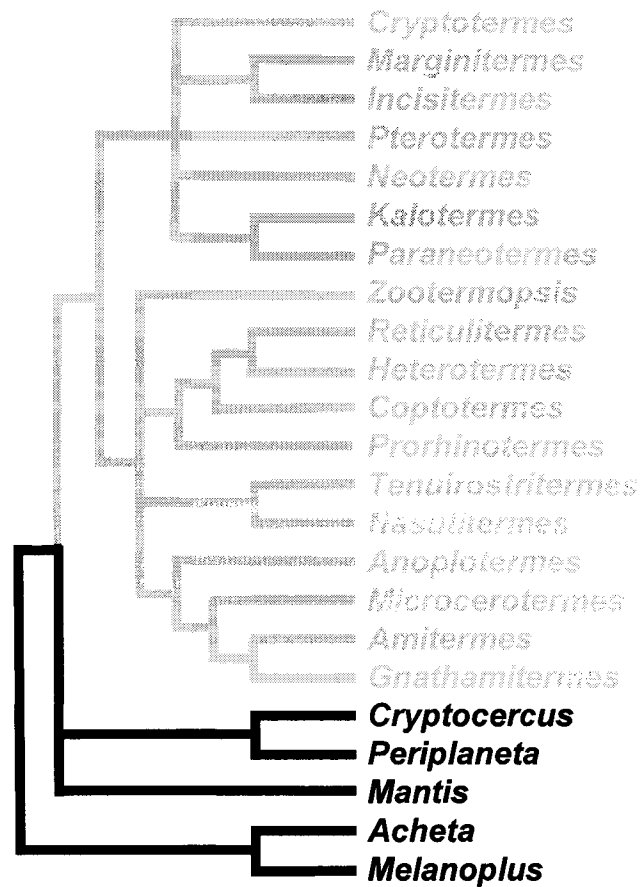 Cryptotermes
Marginitermes
Incisitermes
Pterotermes
Neotermes
Kalotermes
Paraneotermes
Zootermopsis
Reticulitermes
Heterotermes
Coptotermes
Prorhinotermes
Tenuirostritermes
Nasutitermes
Anoplotermes
Microcerotermes
Amitermes
Gnathamitermes
Cryptocercus
Periplaneta
Mantis
Acheta
Melanoplus